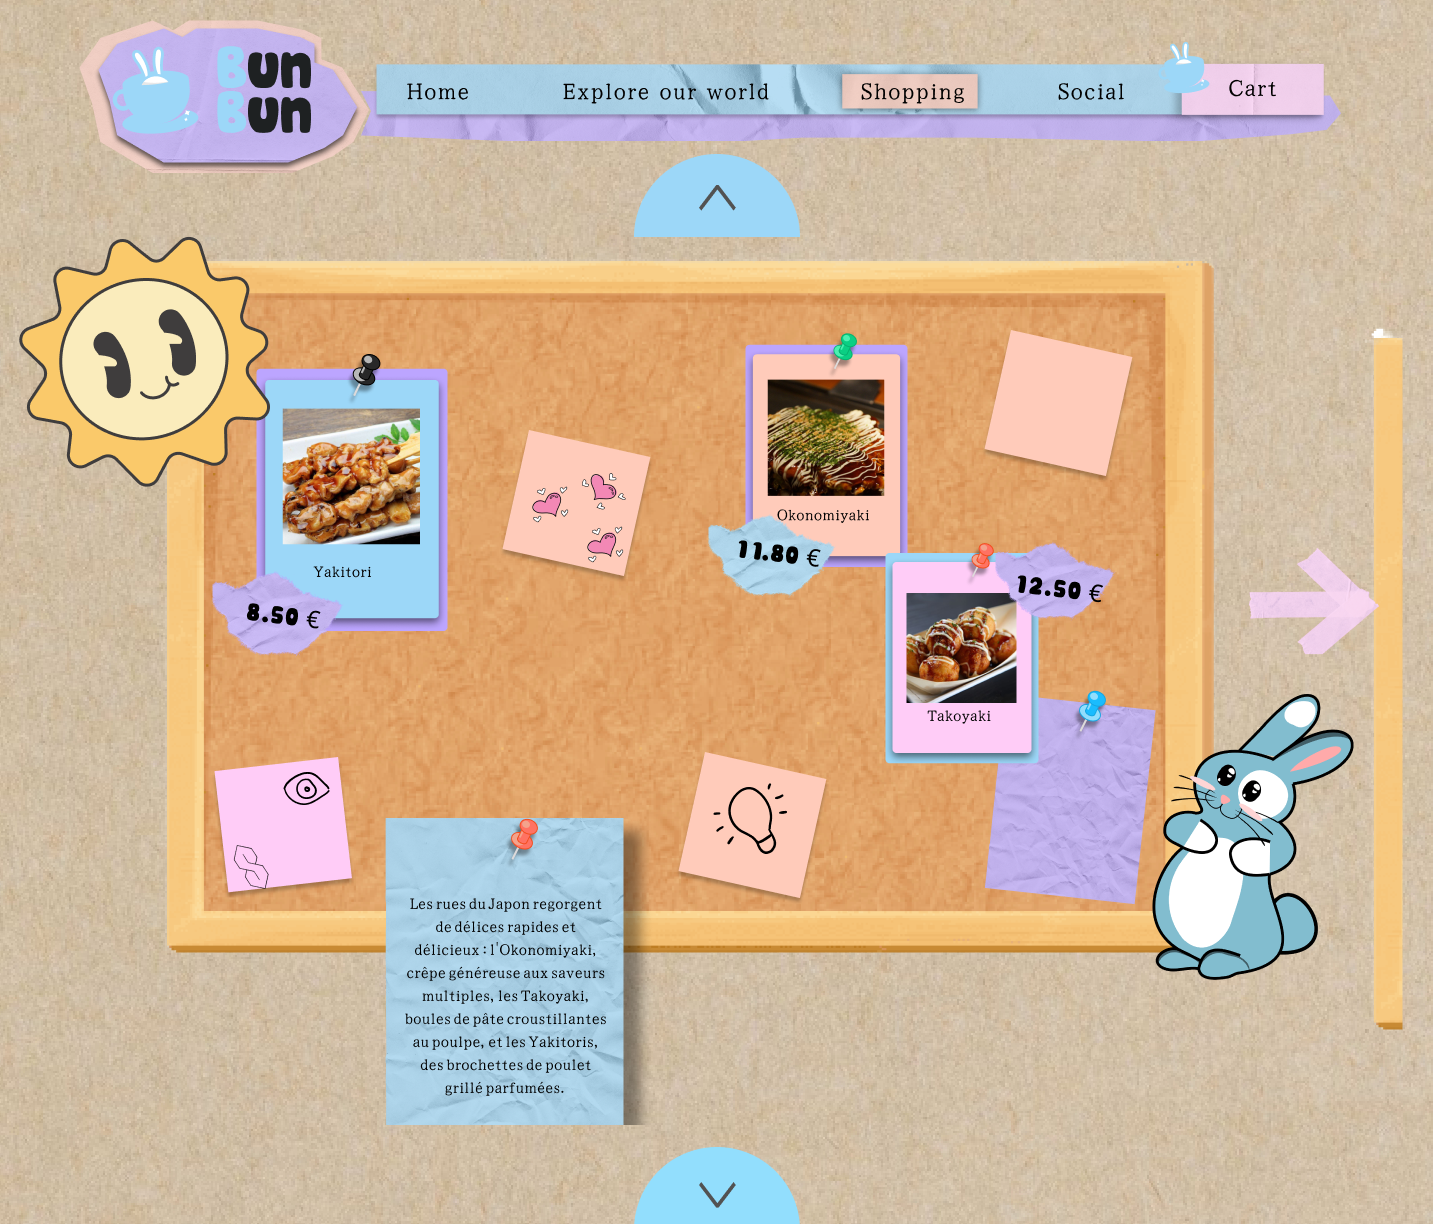 Bun
Bun
Home
Explore our world
Shopping
Social
Cart
Okonomiyaki
11.80 €
Yakitori
8.50 €
12.50 €
Takoyaki
Les rues du Japon regorgent
de délices rapides et
délicieux : l'Okonomiyaki,
crêpe généreuse aux saveurs
multiples, les Takoyaki,
boules de pâte croustillantes
au poulpe, et les Yakitoris,
des brochettes de poulet
grillé parfumées.